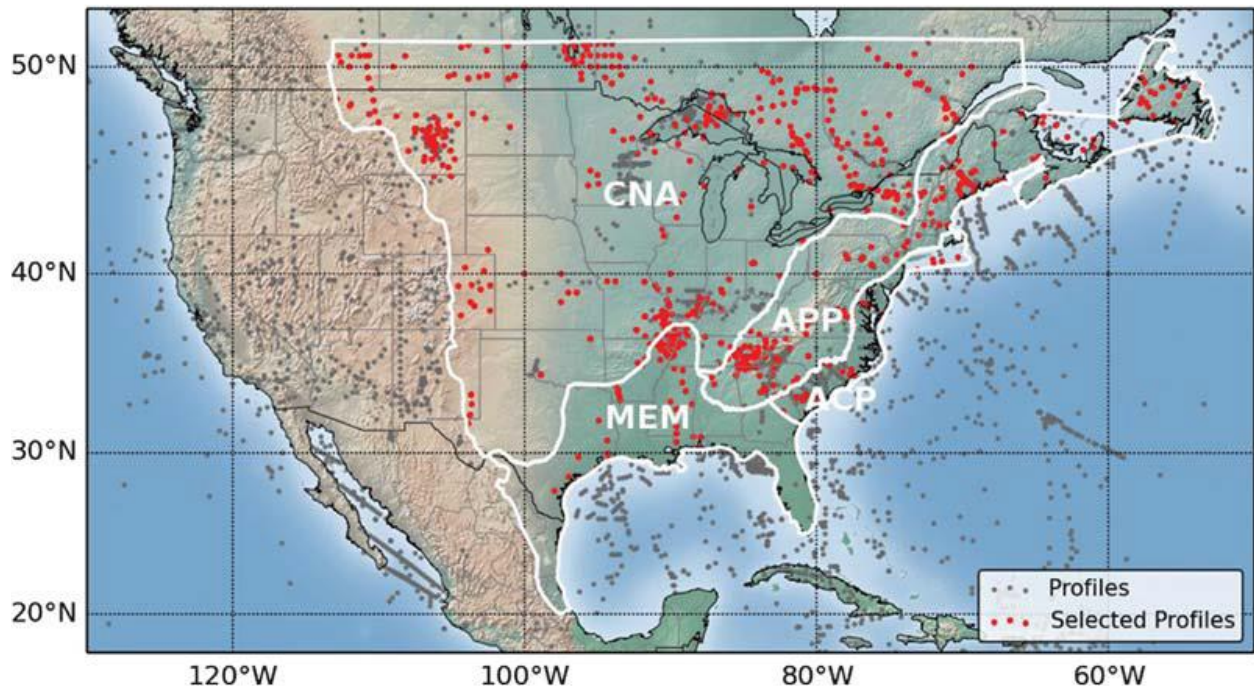 50°N
CNA
40°N
APP
ACP
MEM
30°N
20°N
Profiles
Selected Profiles
120°W
100°W
80°W
60°W